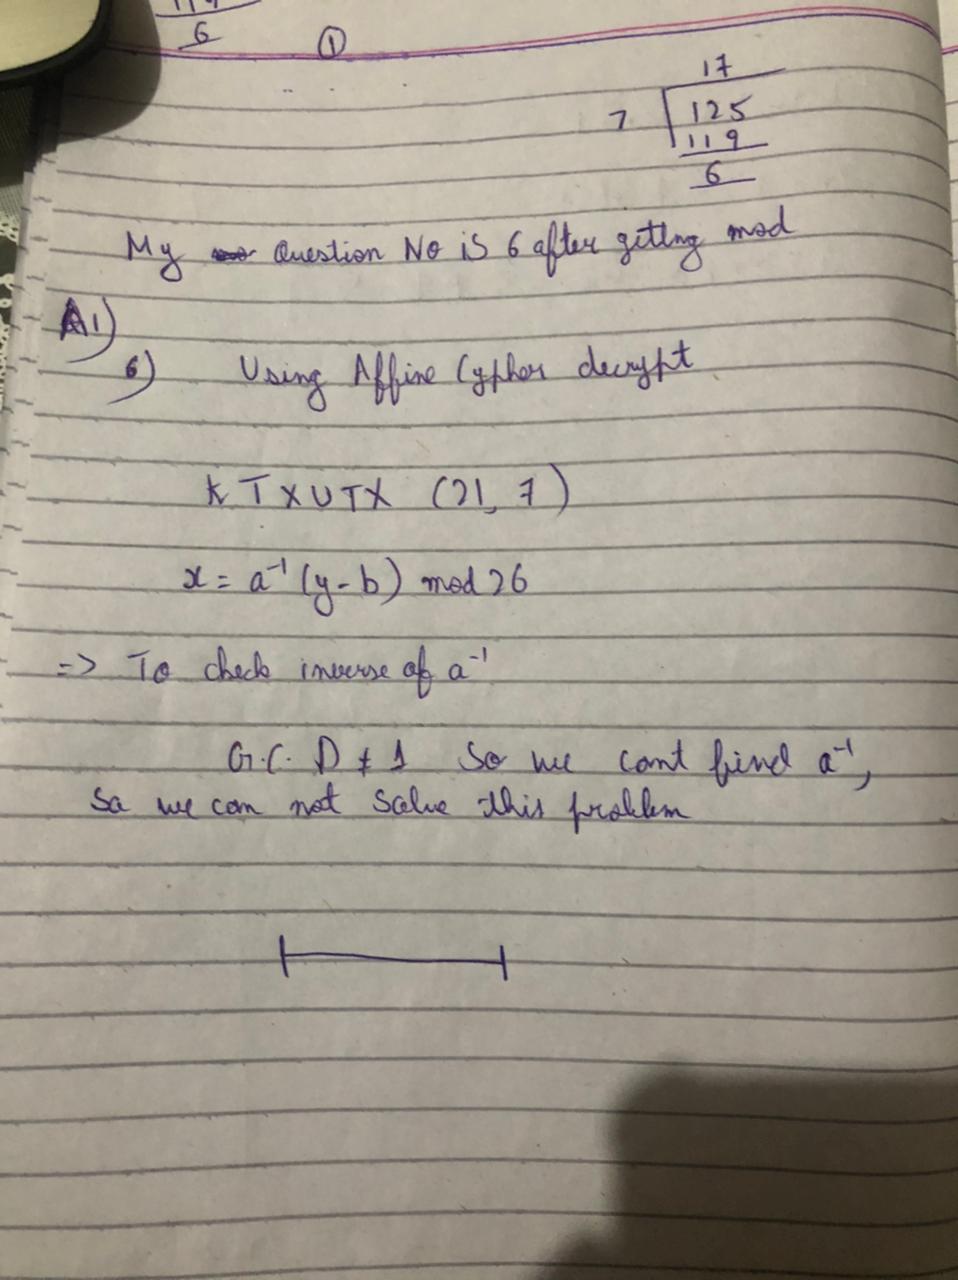 6
1
17
7 125
119
6
My Question No is 6 after getting mod
A1)
6) Using Affine Cypher decrypt
KTXUTX (21, 7)
x = a⁻¹ (y - b) mod 26
=> To check inverse of a⁻¹
G.C.D ≠ 1 So we cant find a⁻¹,
So we can not Solve this problem